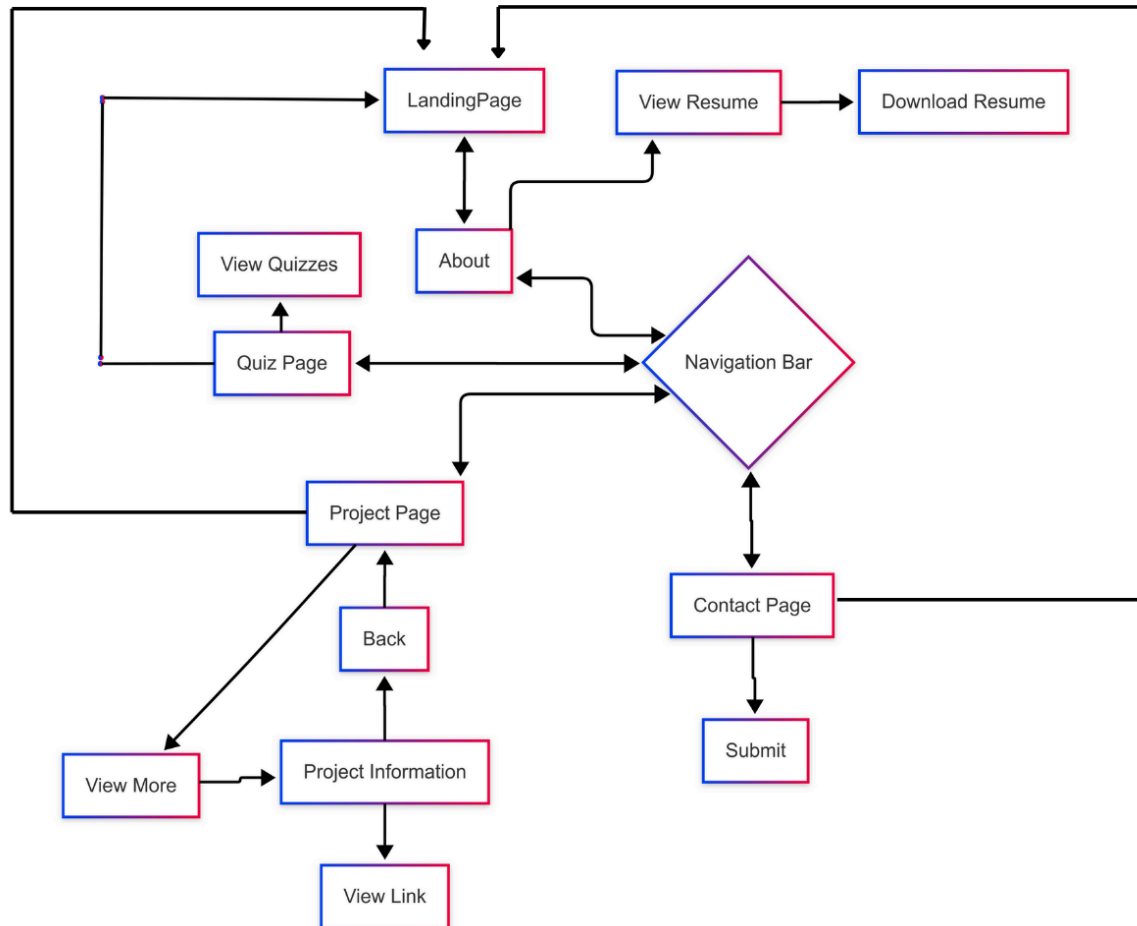 LandingPage
View Resume
Download Resume
View Quizzes
About
Quiz Page
Navigation Bar
Project Page
Contact Page
Back
Submit
View More
Project Information
View Link